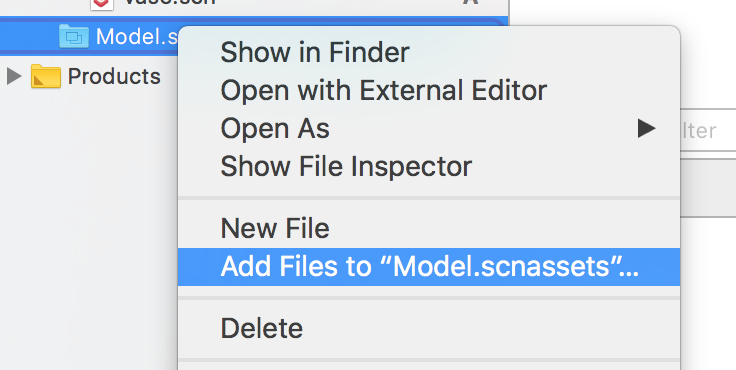 Model.s
Products
Show in Finder
Open with External Editor
Open As
Show File Inspector
lter
New File
Add Files to “Model.scnassets”...
Delete